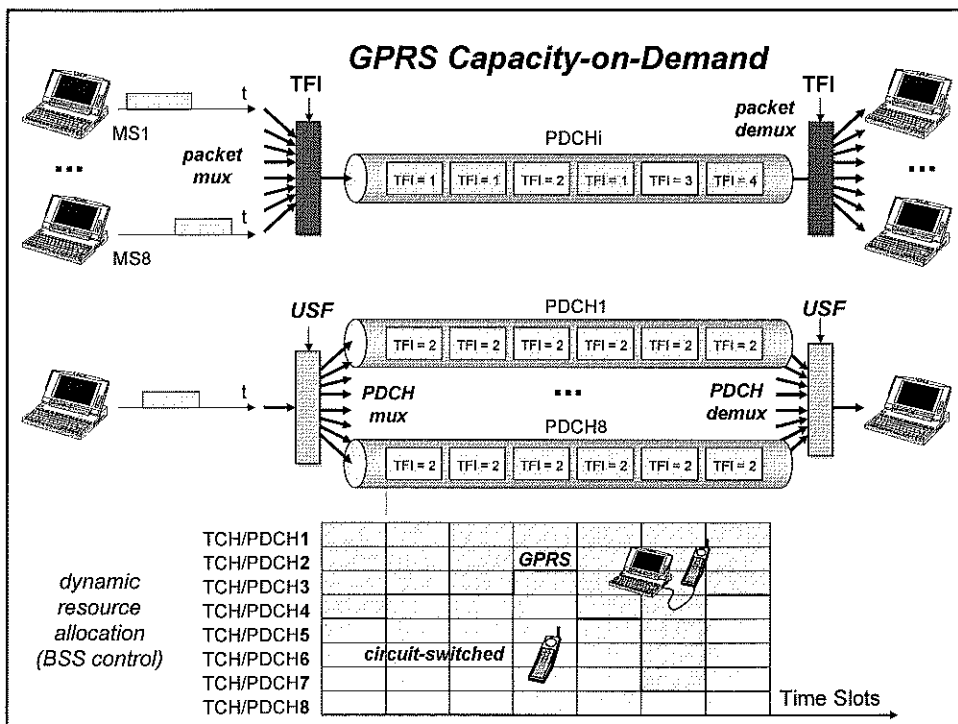 GPRS Capacity-on-Demand
TFI
TFI
t
MS1
packet mux
PDCHi
packet demux
...
...
TFI = 1
TFI = 1
TFI = 2
TFI = 1
TFI = 3
TFI = 4
t
MS8
USF
PDCH1
USF
TFI = 2
TFI = 2
TFI = 2
TFI = 2
TFI = 2
TFI = 2
t
PDCH mux
...
PDCH demux
PDCH8
TFI = 2
TFI = 2
TFI = 2
TFI = 2
TFI = 2
TFI = 2
dynamic
resource
allocation
(BSS control)
TCH/PDCH1
TCH/PDCH2
TCH/PDCH3
TCH/PDCH4
TCH/PDCH5
TCH/PDCH6
TCH/PDCH7
TCH/PDCH8
GPRS
circuit-switched
Time Slots